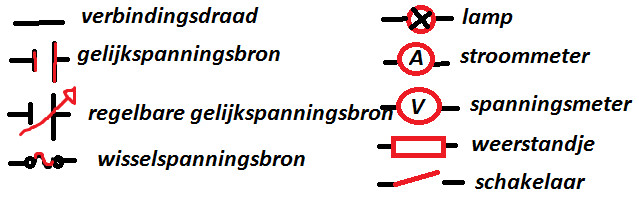 verbindingsdraad
gelijkspanningsbron
regelbare gelijkspanningsbron
wisselspanningsbron
lamp
A stroommeter
V spanningsmeter
weerstandje
schakelaar